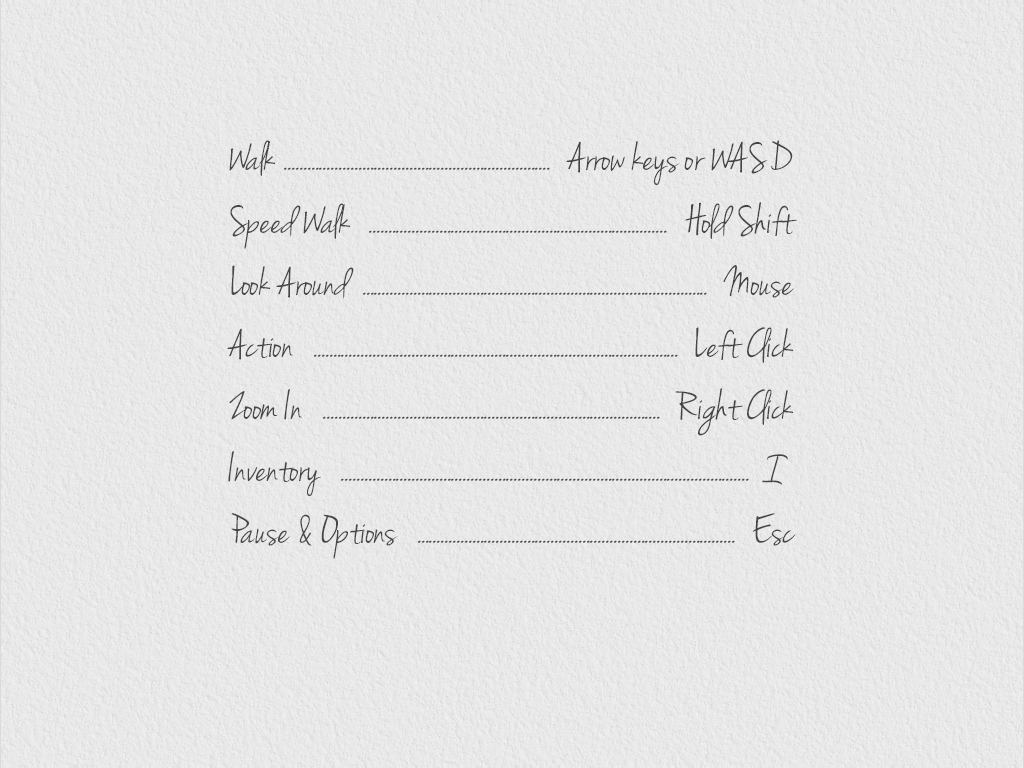 Walk ........................ Arrow keys or WASD
Speed Walk ........................ Hold Shift
Look Around ........................ Mouse
Action ........................ Left Click
Zoom In ........................ Right Click
Inventory ........................ I
Pause & Options ........................ Esc